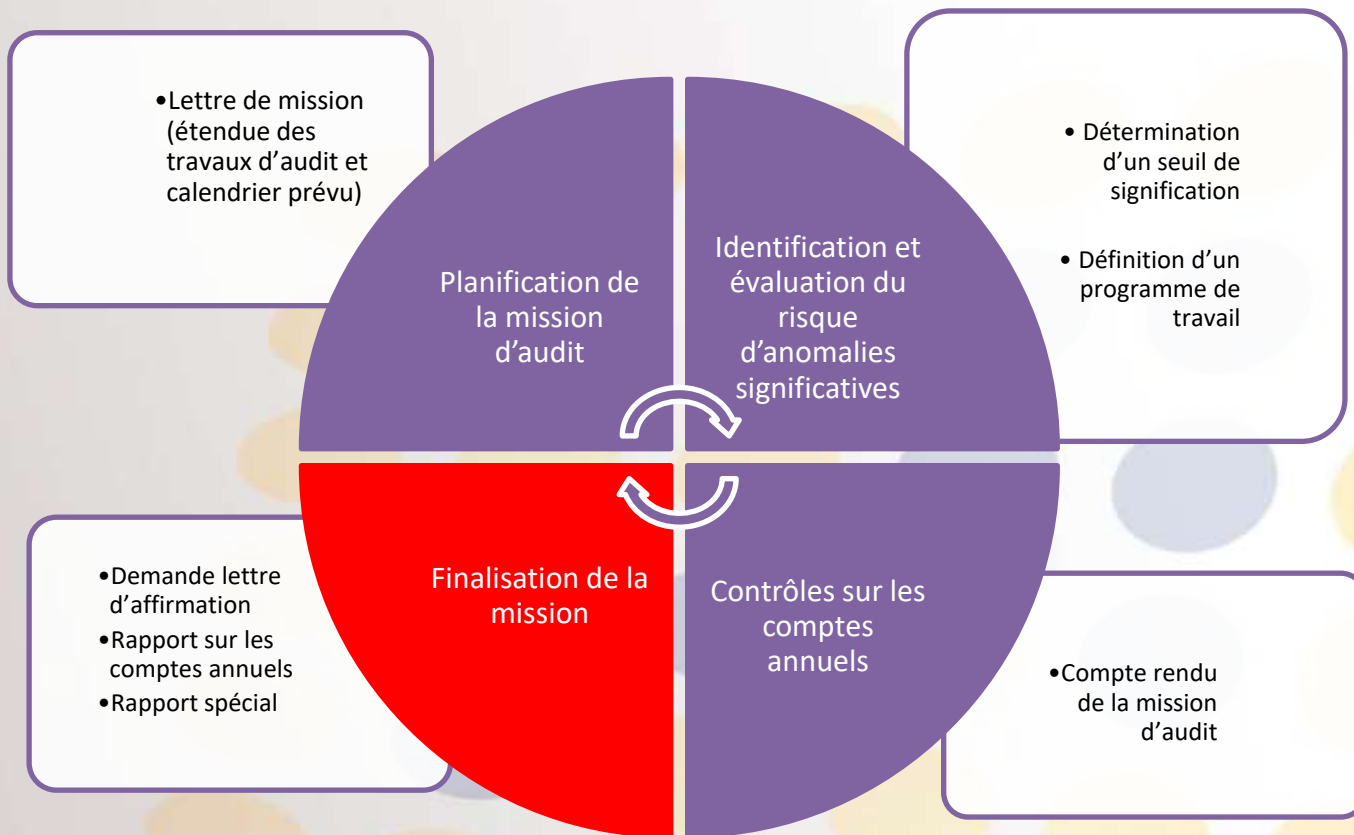 •Lettre de mission
(étendue des
travaux d’audit et
calendrier prévu)
Planification de
la mission
d’audit
Identification et
évaluation du
risque
d'anomalies
significatives
• Détermination
d’un seuil de
signification
• Définition d’un
programme de
travail
•Demande lettre
d’affirmation
•Rapport sur les
comptes annuels
•Rapport spécial
Finalisation de la
mission
Contrôles sur les
comptes
annuels
•Compte rendu
de la mission
d’audit